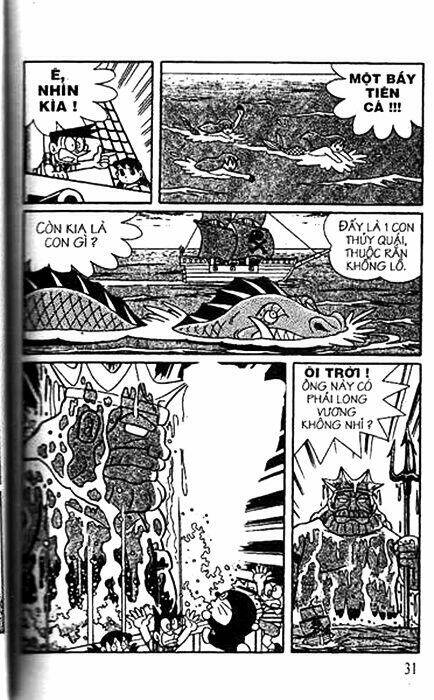 Ê,
NHÌN
KÌA !
MỘT BẦY
TIÊN
CÁ !!!
CÒN KIA LÀ
CON GÌ ?
ĐẤY LÀ 1 CON
THỦY QUÁI,
THUỘC RẮN
KHỔNG LỒ.
ÔI TRỜI !
ÔNG NÀY CÓ
PHẢI LONG
VƯƠNG
KHÔNG NHỈ ?
31